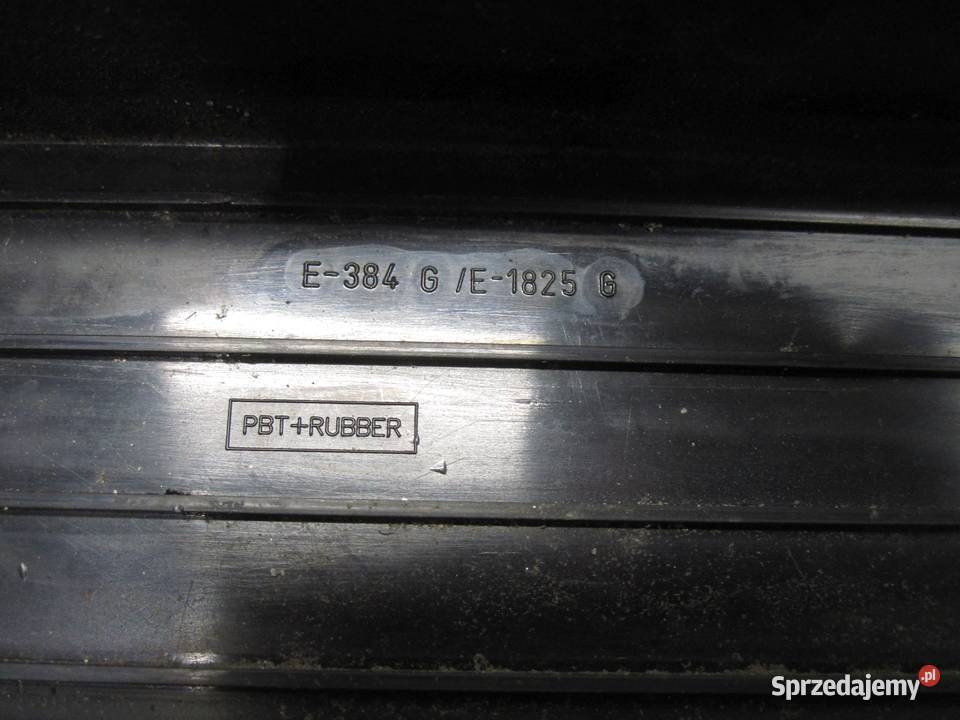 E-384 G /E-1825 G
PBT+RUBBER
Sprzedajemy.pl